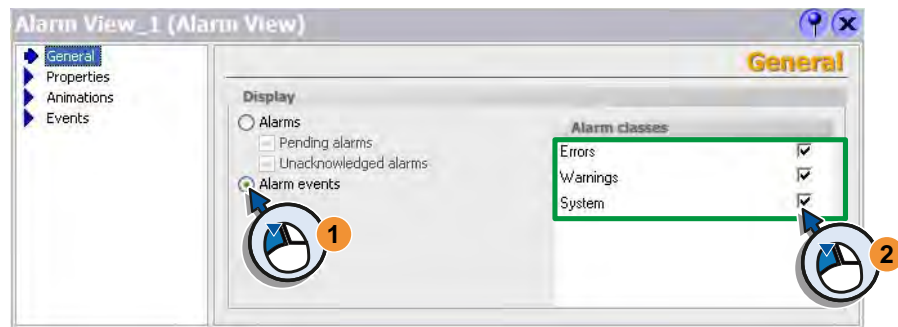 Alarm View_1 (Alarm View)
General
Properties
Animations
Events
General
Display
Alarms
Pending alarms
Unacknowledged alarms
Alarm events
Alarm classes
Errors
Warnings
System
1
2